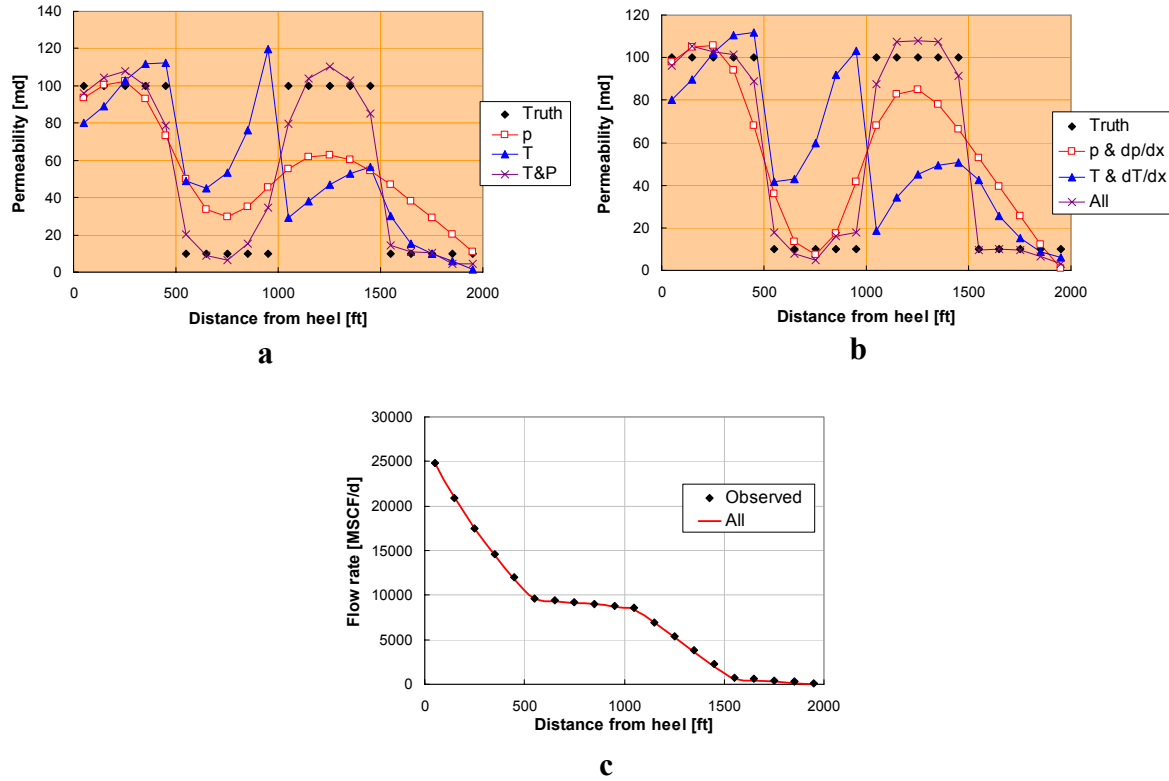 140
120
100
80
60
40
20
0
0 500 1000 1500 2000
Permeability [md]
Distance from heel [ft]
Truth
p
T
T&P
a
120
100
80
60
40
20
0
0 500 1000 1500 2000
Permeability [md]
Distance from heel [ft]
Truth
p & dp/dx
T & dT/dx
All
b
30000
25000
20000
15000
10000
5000
0
0 500 1000 1500 2000
Flow rate [MSCF/d]
Distance from heel [ft]
Observed
All
c